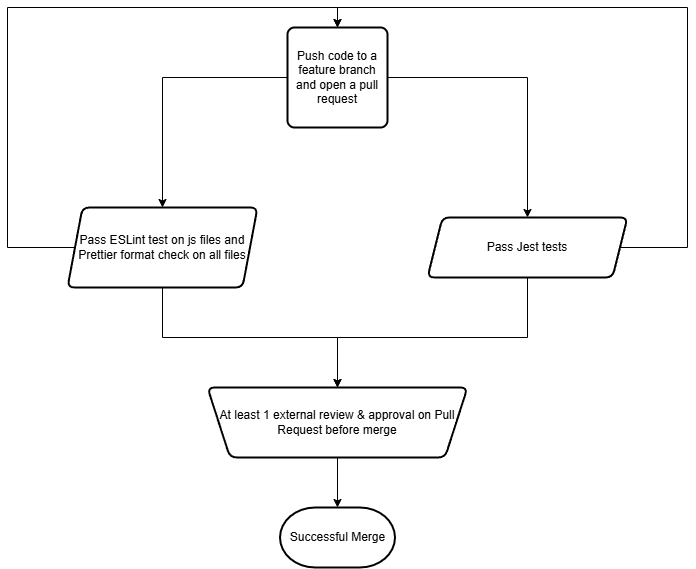 Push code to a
feature branch
and open a pull
request
Pass ESLint test on js files and
Prettier format check on all files
Pass Jest tests
At least 1 external review & approval on Pull
Request before merge
Successful Merge